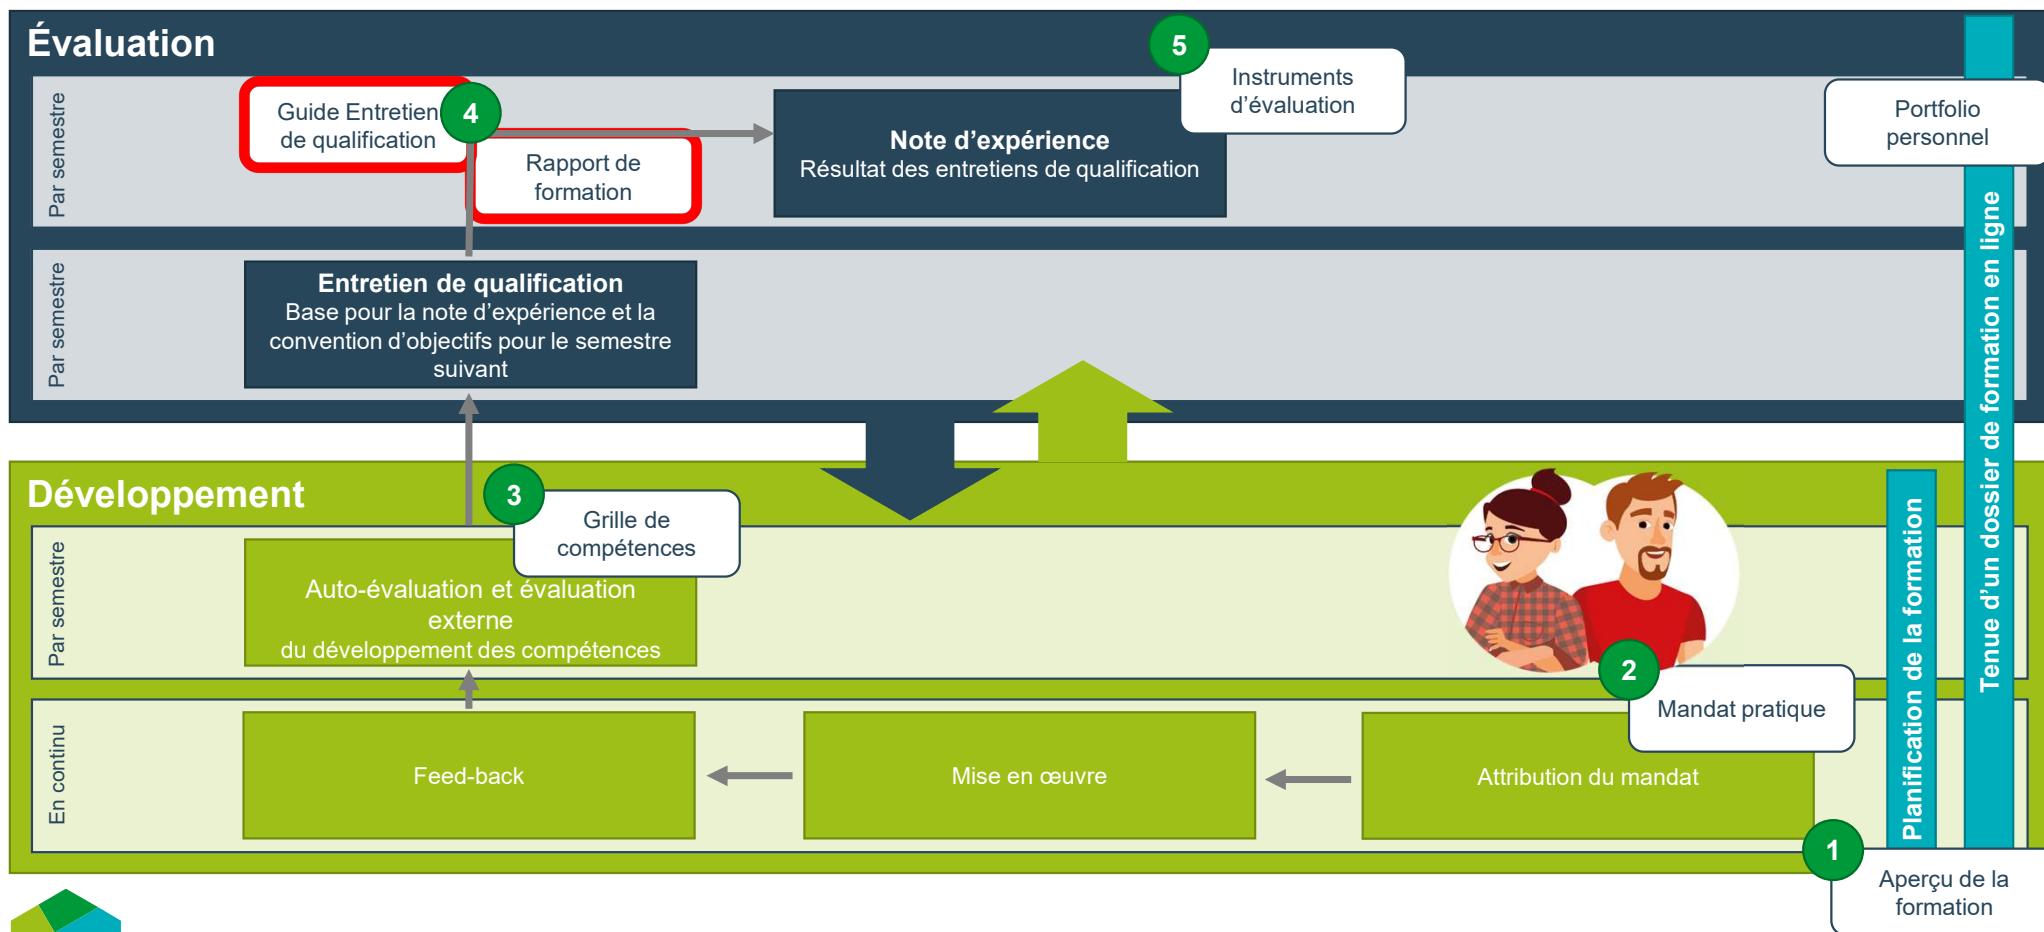 Évaluation
5
Instruments
d’évaluation
Par semestre
Guide Entretien
de qualification
4
Rapport de
formation
Note d’expérience
Résultat des entretiens de qualification
Portfolio
personnel
Par semestre
Entretien de qualification
Base pour la note d’expérience et la
convention d’objectifs pour le semestre
suivant
Tenue d’un dossier de formation en ligne
Développement
3
Grille de
compétences
Par semestre
Auto-évaluation et évaluation
externe
du développement des compétences
Planification de la formation
2
Mandat pratique
En continu
Feed-back
Mise en œuvre
Attribution du mandat
1
Aperçu de la
formation